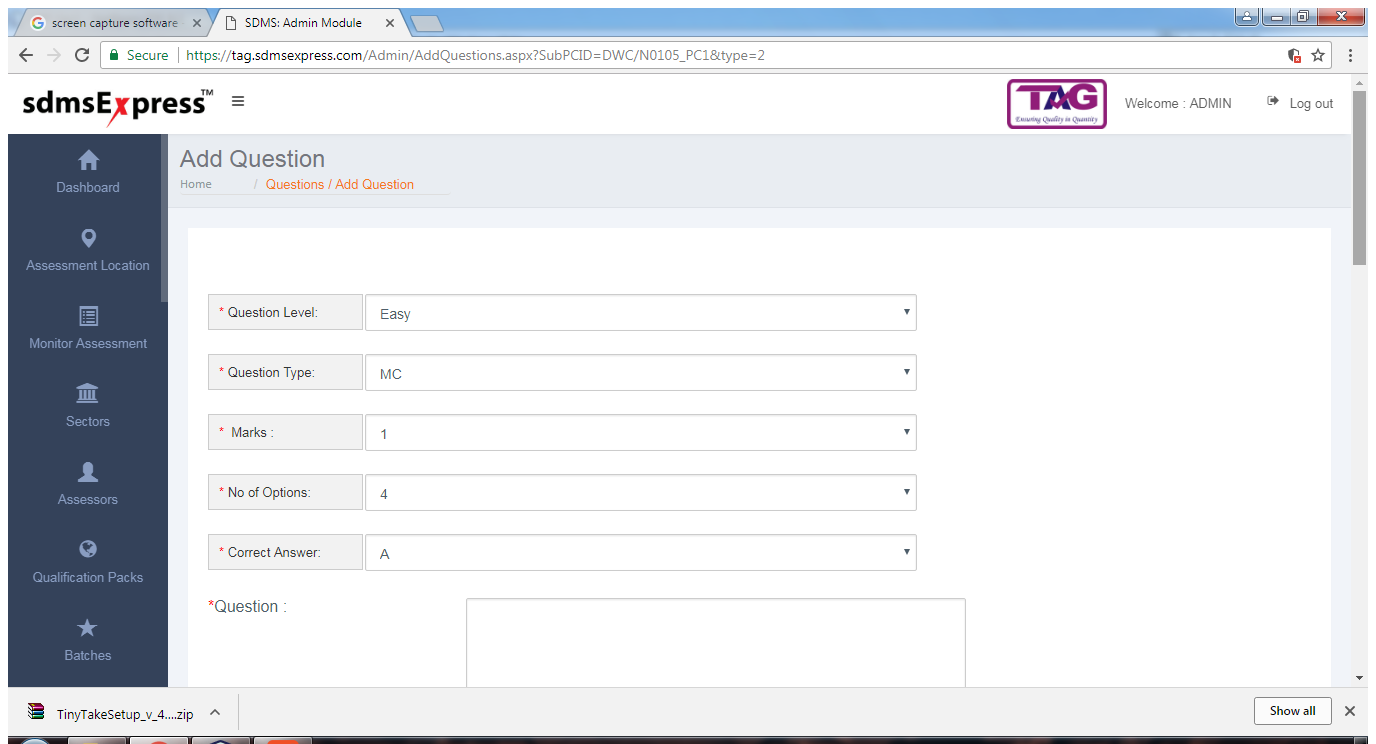 screen capture software
SDMS: Admin Module
Secure
https://tag.sdmsexpress.com/Admin/AddQuestions.aspx?SubPCID=DWC/N0105_PC1&type=2
sdmsExpress™
TAG
Ensuring Quality in Quantity
Welcome : ADMIN
Log out
Dashboard
Assessment Location
Monitor Assessment
Sectors
Assessors
Qualification Packs
Batches
Add Question
Home / Questions / Add Question
* Question Level: Easy
* Question Type: MC
* Marks : 1
* No of Options: 4
* Correct Answer: A
*Question :
TinyTakeSetup_v_4....zip
Show all